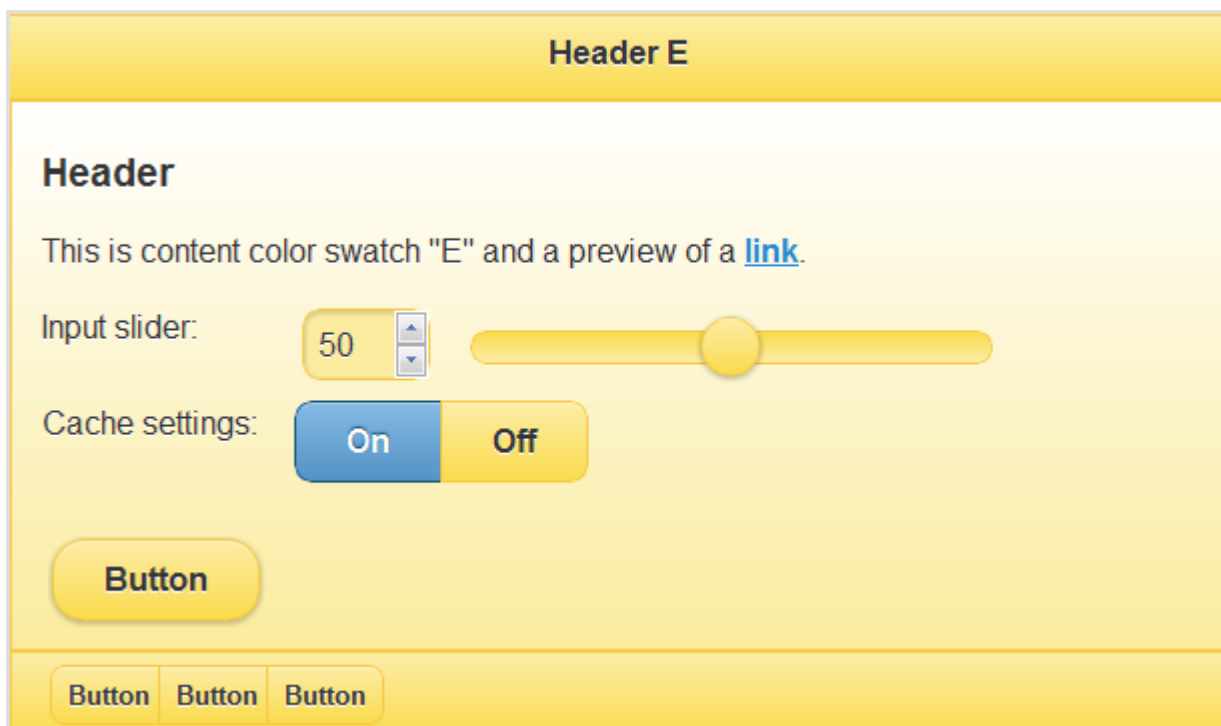 Header E
Header
This is content color swatch "E" and a preview of a link.
Input slider: 50
Cache settings: On Off
Button
Button Button Button